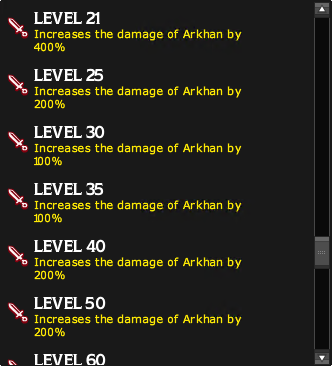 LEVEL 21
Increases the damage of Arkhan by
400%
LEVEL 25
Increases the damage of Arkhan by
200%
LEVEL 30
Increases the damage of Arkhan by
100%
LEVEL 35
Increases the damage of Arkhan by
100%
LEVEL 40
Increases the damage of Arkhan by
200%
LEVEL 50
Increases the damage of Arkhan by
200%
LEVEL 60